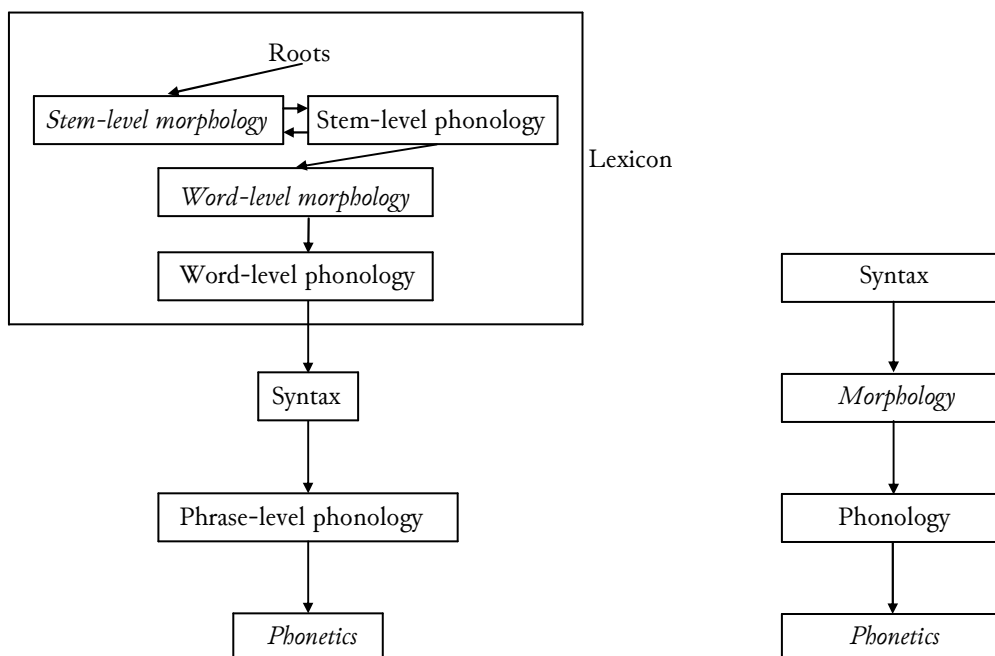 Roots
Stem-level morphology
Stem-level phonology
Lexicon
Word-level morphology
Word-level phonology
Syntax
Phrase-level phonology
Phonetics
Syntax
Morphology
Phonology
Phonetics